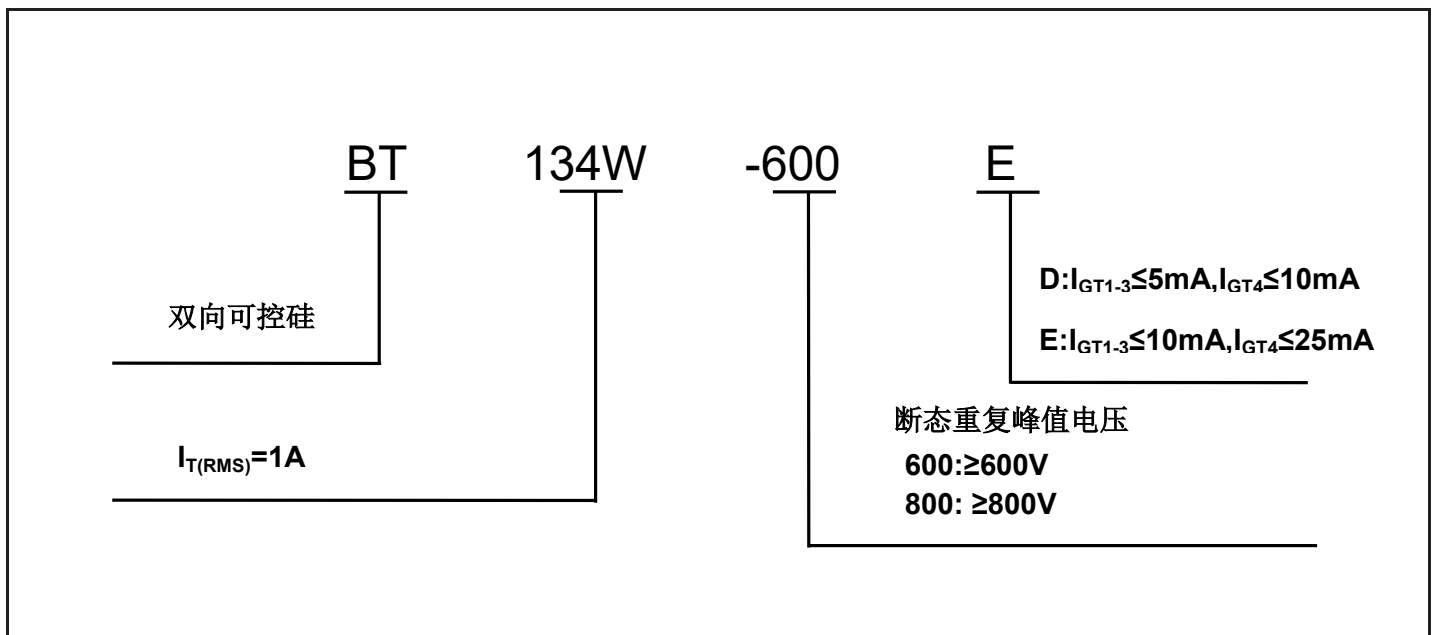 BT 134W -600 E
D:IGT1-3≤5mA,IGT4≤10mA
双向可控硅
E:IGT1-3≤10mA,IGT4≤25mA
断态重复峰值电压
IT(RMS)=1A
600:≥600V
800: ≥800V